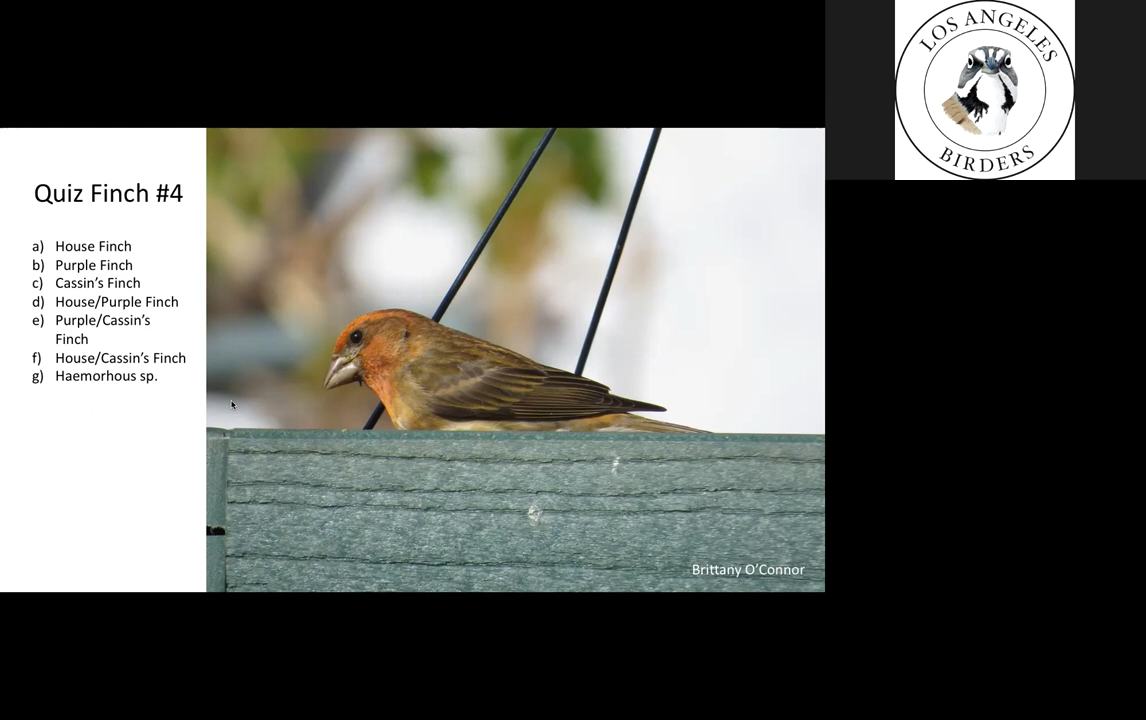 Quiz Finch #4
a) House Finch
b) Purple Finch
c) Cassin's Finch
d) House/Purple Finch
e) Purple/Cassin's
Finch
f) House/Cassin's Finch
g) Haemorhous sp.
Brittany O'Connor
LOS ANGELES
BIRDERS